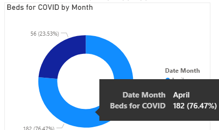 Beds for COVID by Month
56 (23.53%)
Date Month
Date Month April
Beds for COVID 182 (76.47%)
182 (76.47%)